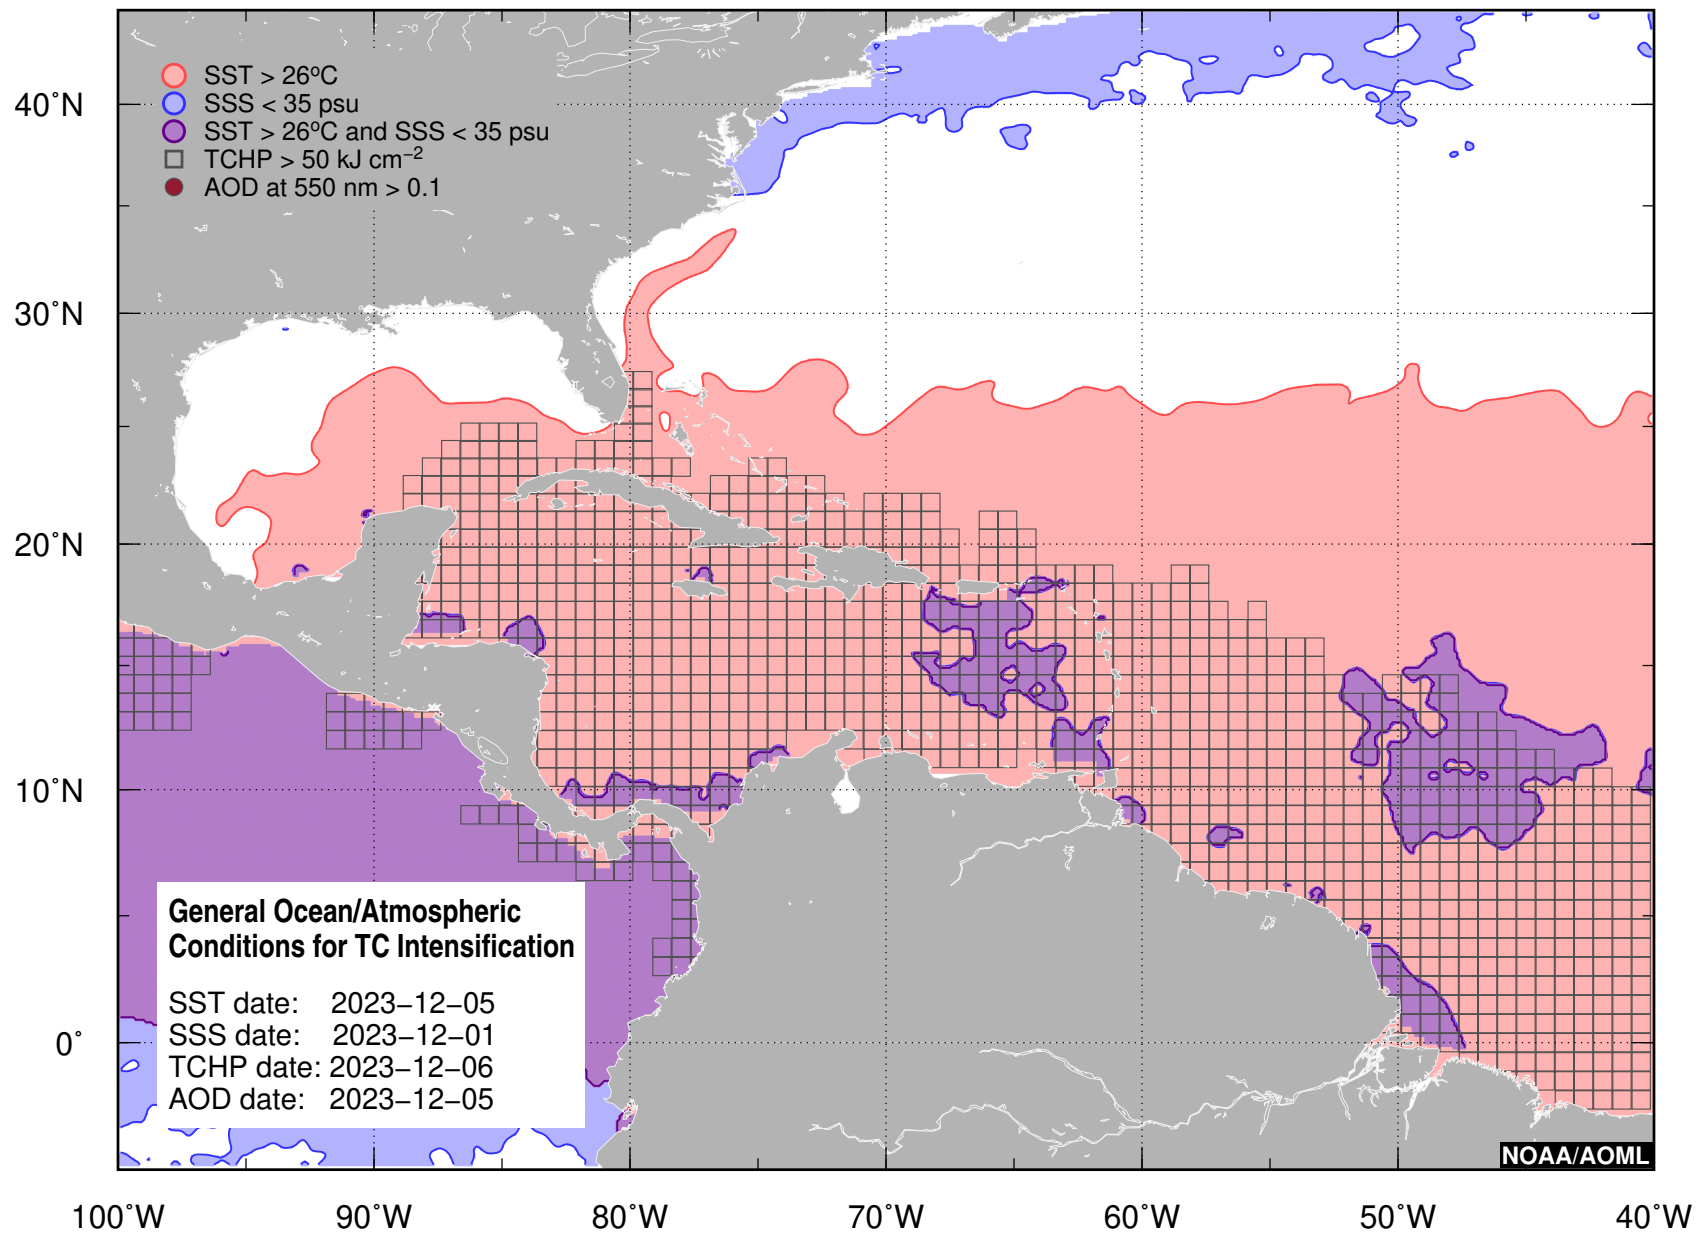 SST > 26°C
SSS < 35 psu
SST > 26°C and SSS < 35 psu
TCHP > 50 kJ cm⁻²
AOD at 550 nm > 0.1
40°N
30°N
20°N
10°N
0°
General Ocean/Atmospheric
Conditions for TC Intensification
SST date: 2023−12−05
SSS date: 2023−12−01
TCHP date: 2023−12−06
AOD date: 2023−12−05
NOAA/AOML
100°W 90°W 80°W 70°W 60°W 50°W 40°W